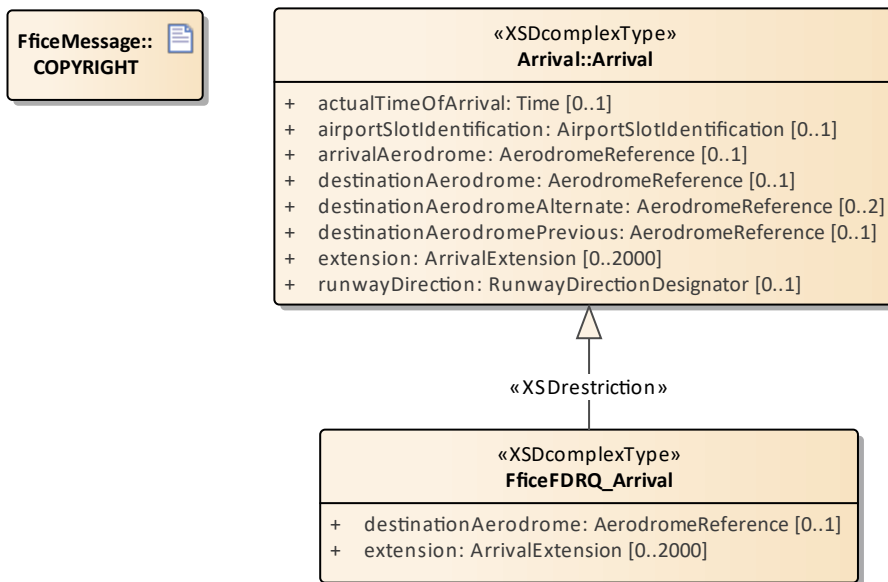 FficeMessage::
COPYRIGHT
«XSDcomplexType»
Arrival::Arrival
+ actualTimeOfArrival: Time [0..1]
+ airportSlotIdentification: AirportSlotIdentification [0..1]
+ arrivalAerodrome: AerodromeReference [0..1]
+ destinationAerodrome: AerodromeReference [0..1]
+ destinationAerodromeAlternate: AerodromeReference [0..2]
+ destinationAerodromePrevious: AerodromeReference [0..1]
+ extension: ArrivalExtension [0..2000]
+ runwayDirection: RunwayDirectionDesignator [0..1]
«XSDrestriction»
«XSDcomplexType»
FficeFDRQ_Arrival
+ destinationAerodrome: AerodromeReference [0..1]
+ extension: ArrivalExtension [0..2000]